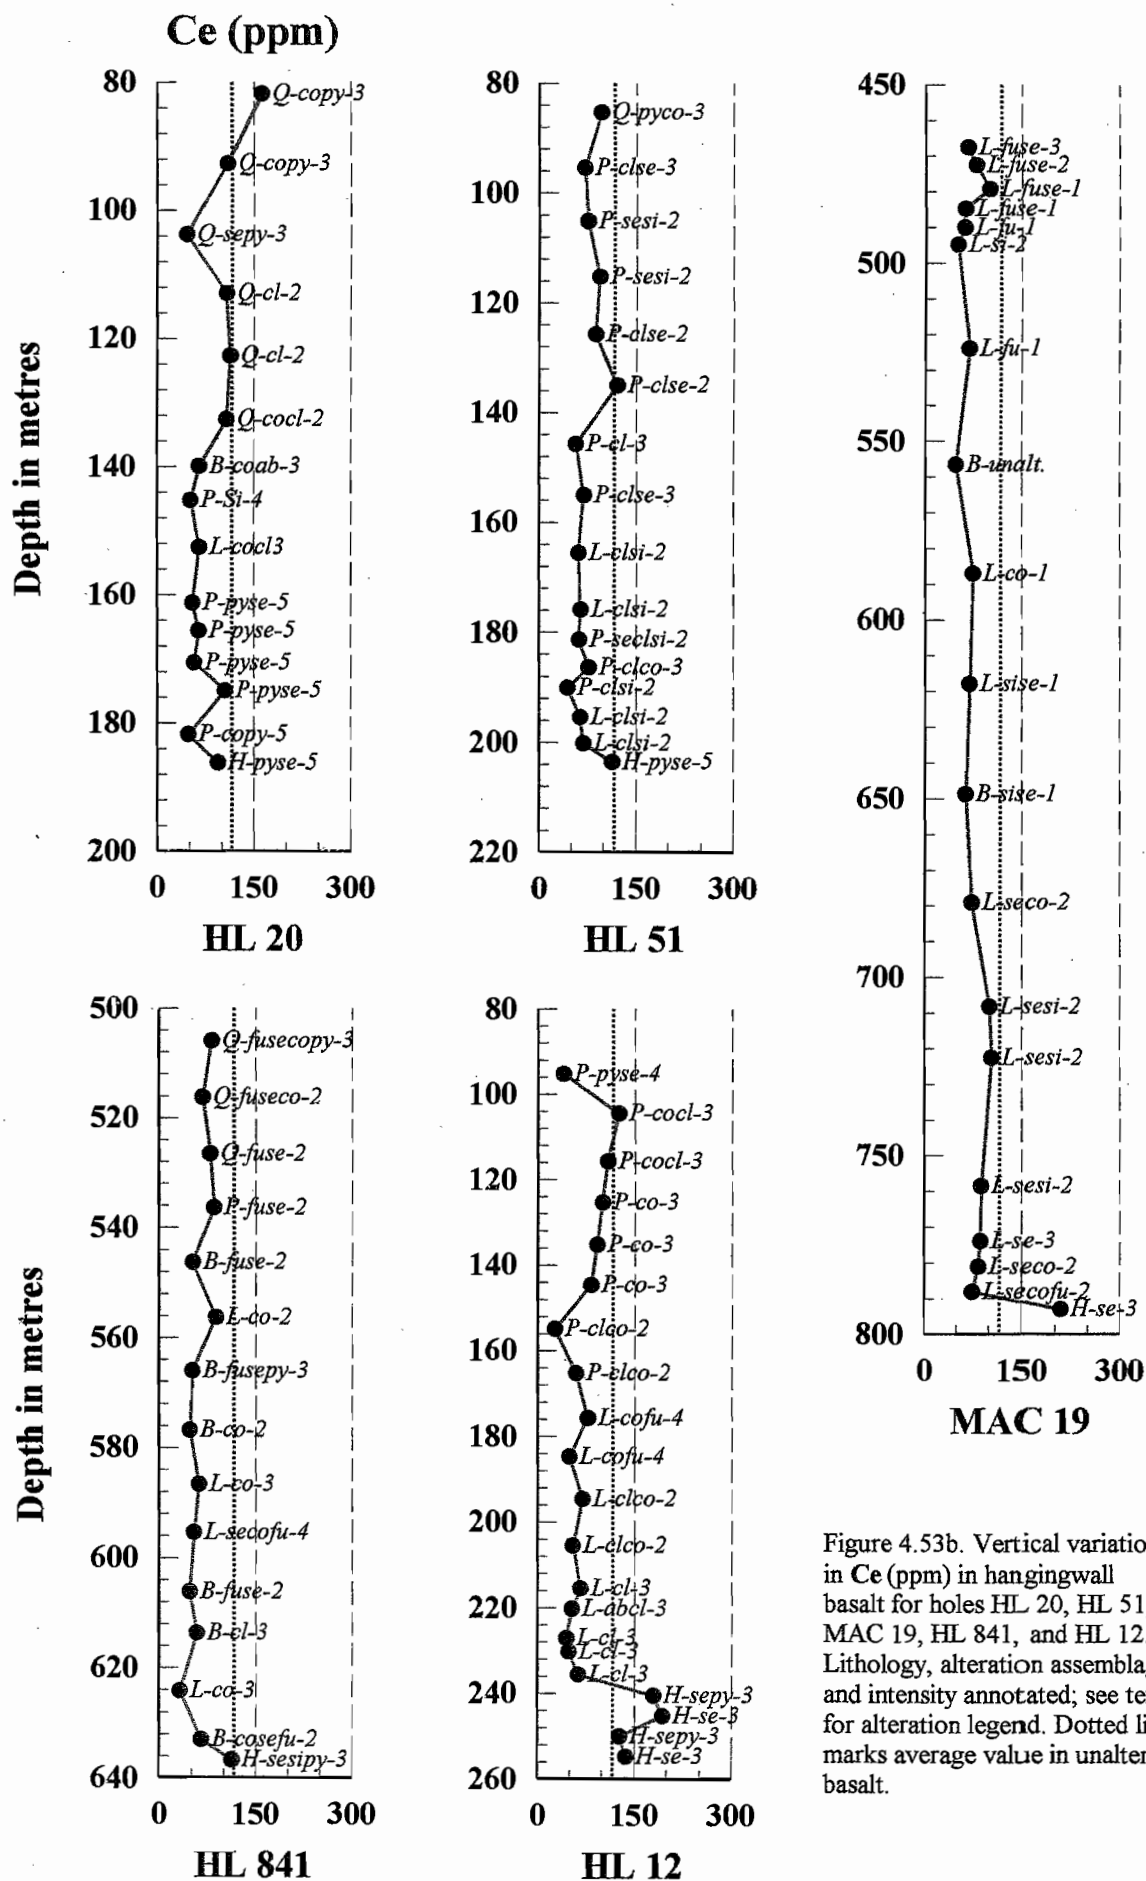 Ce (ppm)
Depth in metres
80
100
120
140
160
180
200
Q-copy-3
Q-copy-3
Q-sepy-3
Q-cl-2
Q-cl-2
Q-cocl-2
B-coab-3
P-Si-4
L-cocl3
P-pyse-5
P-pyse-5
P-pyse-5
P-pyse-5
P-copy-5
H-pyse-5
0 150 300
HL 20
80
100
120
140
160
180
200
220
Q-pyco-3
P-clse-3
P-sesi-2
P-sesi-2
P-clse-2
P-clse-2
P-cl-3
P-clse-3
L-clsi-2
L-clsi-2
P-seclsi-2
P-clco-3
P-clsi-2
L-clsi-2
L-clsi-2
H-pyse-5
0 150 300
HL 51
450
500
550
600
650
700
750
800
L-fuse-3
L-fuse-2
L-fuse-1
L-fuse-1
L-fu-1
L-si-2
L-fu-1
B-unalt.
L-co-1
L-sise-1
B-sise-1
L-seco-2
L-sesi-2
L-sesi-2
L-sesi-2
L-se-3
L-seco-2
L-secofu-2
H-se-3
0 150 300
MAC 19
Depth in metres
500
520
540
560
580
600
620
640
Q-fusecopy-3
Q-fuseco-2
Q-fuse-2
P-fuse-2
B-fuse-2
L-co-2
B-fusepy-3
B-co-2
L-co-3
L-secofu-4
B-fuse-2
B-cl-3
L-co-3
B-cosefu-2
H-sesipy-3
0 150 300
HL 841
80
100
120
140
160
180
200
220
240
260
P-pyse-4
P-cocl-3
P-cocl-3
P-co-3
P-co-3
P-co-3
P-clco-2
P-clco-2
L-cofu-4
L-cofu-4
L-clco-2
L-clco-2
L-cl-3
L-abcl-3
L-cl-3
L-cl-3
L-cl-3
H-sepy-3
H-se-3
H-sepy-3
H-se-3
0 150 300
HL 12
Figure 4.53b. Vertical variatio
in Ce (ppm) in hangingwall
basalt for holes HL 20, HL 51
MAC 19, HL 841, and HL 12
Lithology, alteration assembla
and intensity annotated; see te
for alteration legend. Dotted li
marks average value in unalter
basalt.